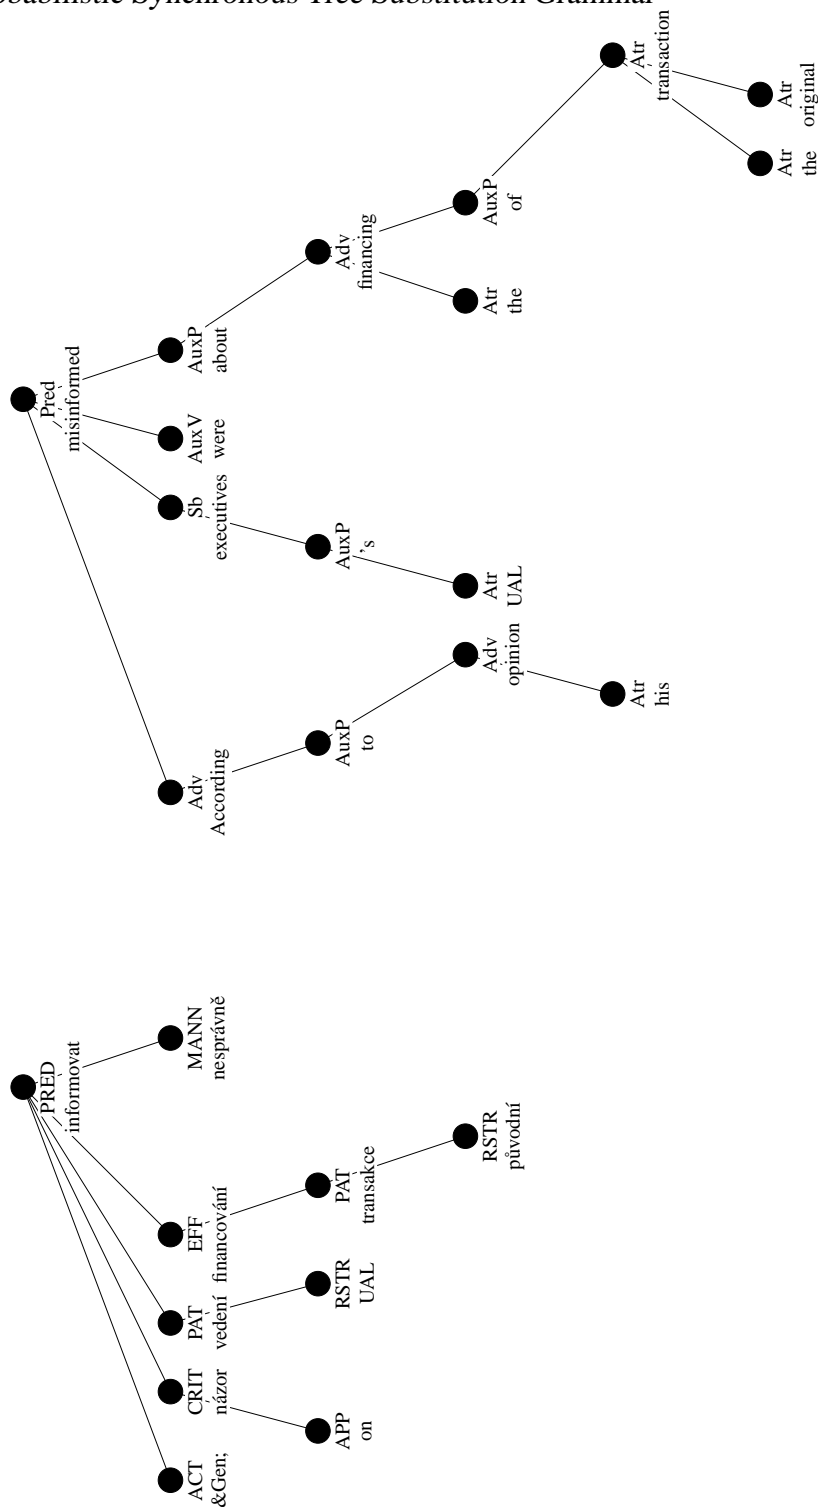 obabilistic Synchronous Tree Substitution Grammar
Atr
transaction
Atr
original
Atr
the
AuxP
of
Adv
financing
Atr
the
AuxP
about
Pred
misinformed
AuxV
were
Sb
executives
AuxP
's
Atr
UAL
Adv
opinion
Atr
his
AuxP
to
Adv
According
MANN
nesprávně
PRED
informovat
RSTR
původní
PAT
transakce
EFF
financování
RSTR
UAL
PAT
vedení
CRIT
názor
APP
on
ACT
&Gen;